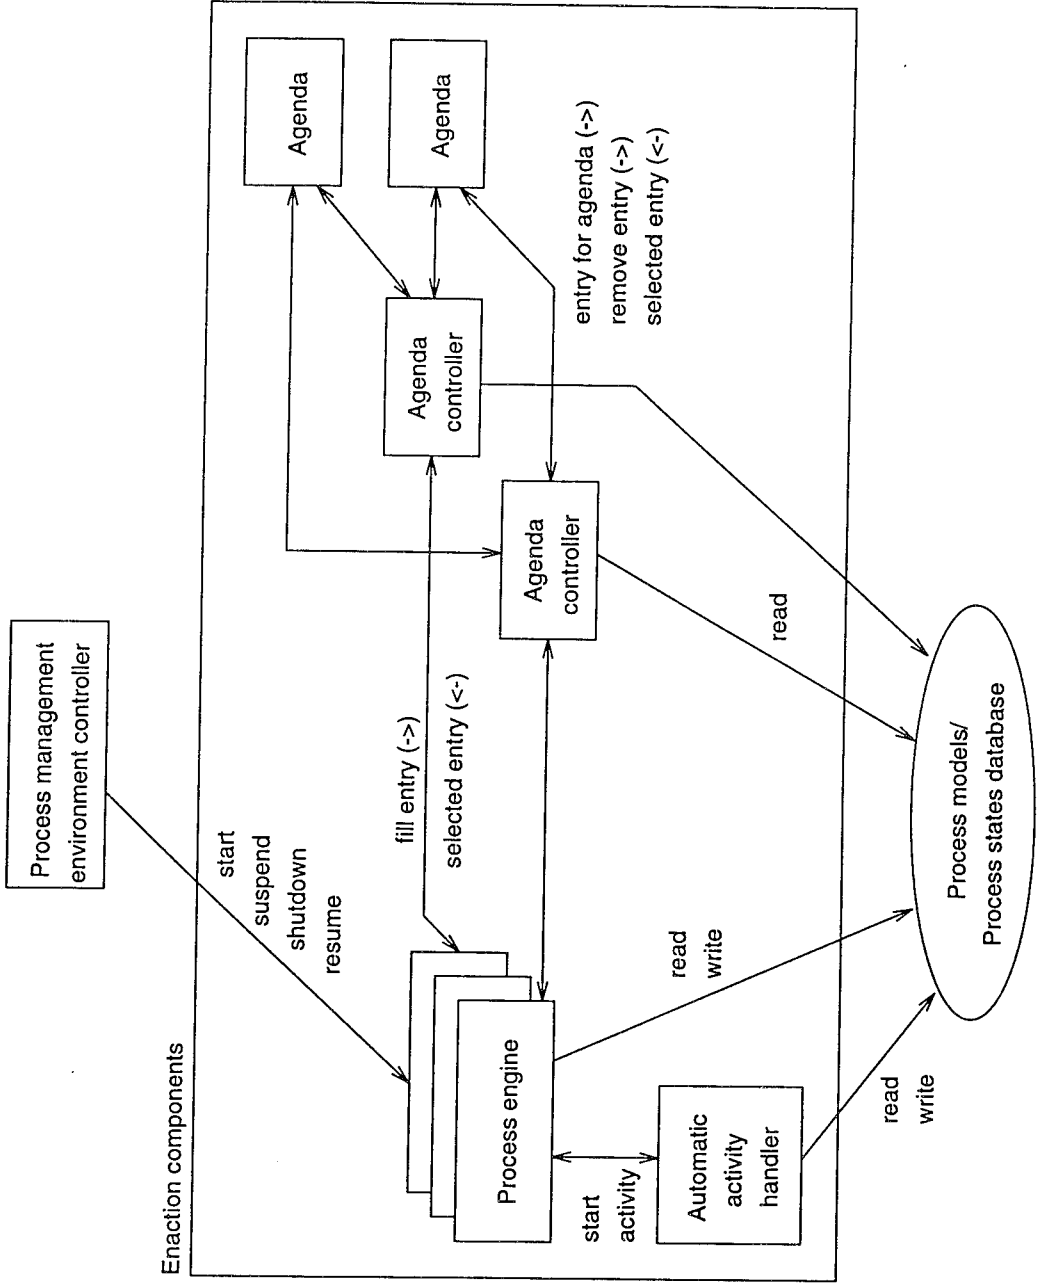 Process management
environment controller
Enaction components
start
suspend
shutdown
resume
Agenda
Agenda
fill entry (->)
selected entry (<-)
Agenda
controller
entry for agenda (->)
remove entry (->)
selected entry (<-)
Process engine
Agenda
controller
start
activity
read
write
read
Automatic
activity
handler
read
write
Process models/
Process states database